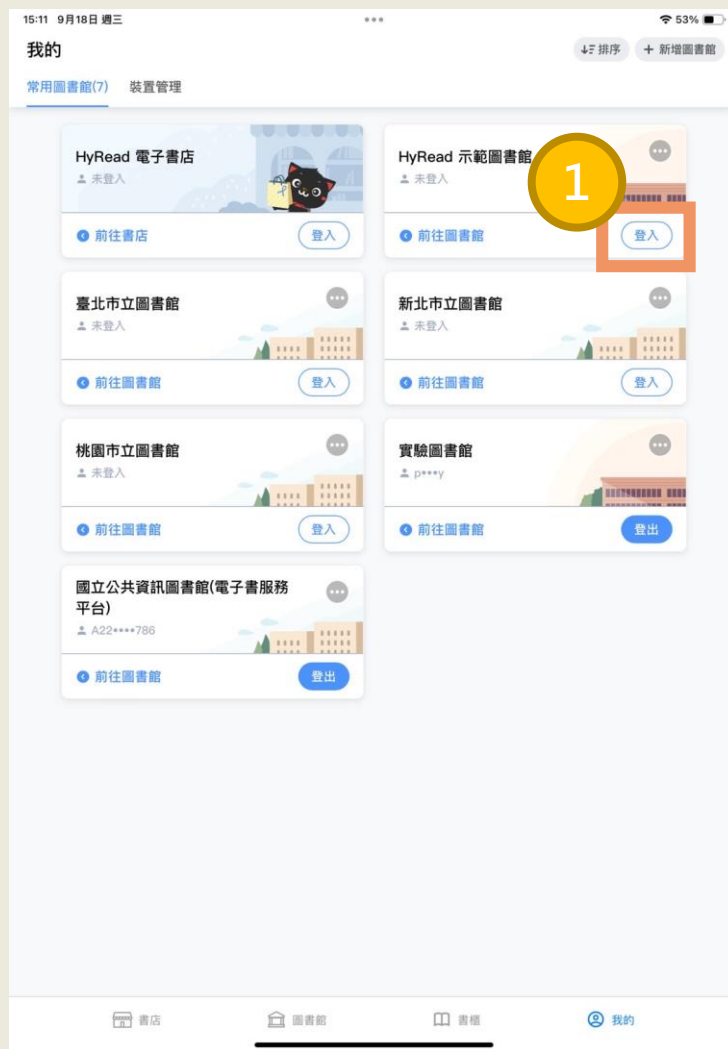 15:11 9月18日 週三
53%
我的
排序
+ 新增圖書館
常用圖書館(7) 裝置管理
HyRead 電子書店
未登入
前往書店
登入
HyRead 示範圖書館
未登入
1
前往圖書館
登入
臺北市立圖書館
未登入
前往圖書館
登入
新北市立圖書館
未登入
前往圖書館
登入
桃園市立圖書館
未登入
前往圖書館
登入
實驗圖書館
p***y
前往圖書館
登出
國立公共資訊圖書館(電子書服務
平台)
A22****786
前往圖書館
登出
書店
圖書館
書櫃
我的